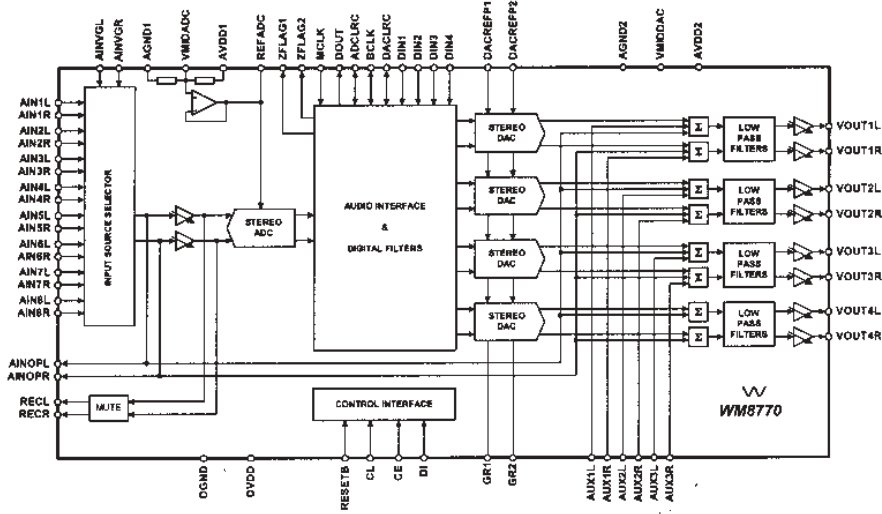 AINVGL
AINVGR
AGND1
VMIDADC
AVDD1
REFADC
ZFLAG1
ZFLAG2
MCLK
DOUT
ADCLRC
BCLK
DACLRC
DIN1
DIN2
DIN3
DIN4
DACREFP1
DACREFP2
AGND2
VMIDDAC
AVDD2
AIN1L
AIN1R
AIN2L
AIN2R
AIN3L
AIN3R
AIN4L
AIN4R
AIN5L
AIN5R
AIN6L
AIN6R
AIN7L
AIN7R
AIN8L
AIN8R
AINOPL
AINOPR
RECL
RECR
INPUT SOURCE SELECTOR
STEREO
ADC
AUDIO INTERFACE
&
DIGITAL FILTERS
STEREO
DAC
STEREO
DAC
STEREO
DAC
STEREO
DAC
Σ
Σ
Σ
Σ
Σ
Σ
Σ
Σ
LOW
PASS
FILTERS
LOW
PASS
FILTERS
LOW
PASS
FILTERS
LOW
PASS
FILTERS
VOUT1L
VOUT1R
VOUT2L
VOUT2R
VOUT3L
VOUT3R
VOUT4L
VOUT4R
MUTE
CONTROL INTERFACE
W
WM8770
DGND
DVDD
RESETB
CL
CE
DI
GR1
GR2
AUX1L
AUX1R
AUX2L
AUX2R
AUX3L
AUX3R